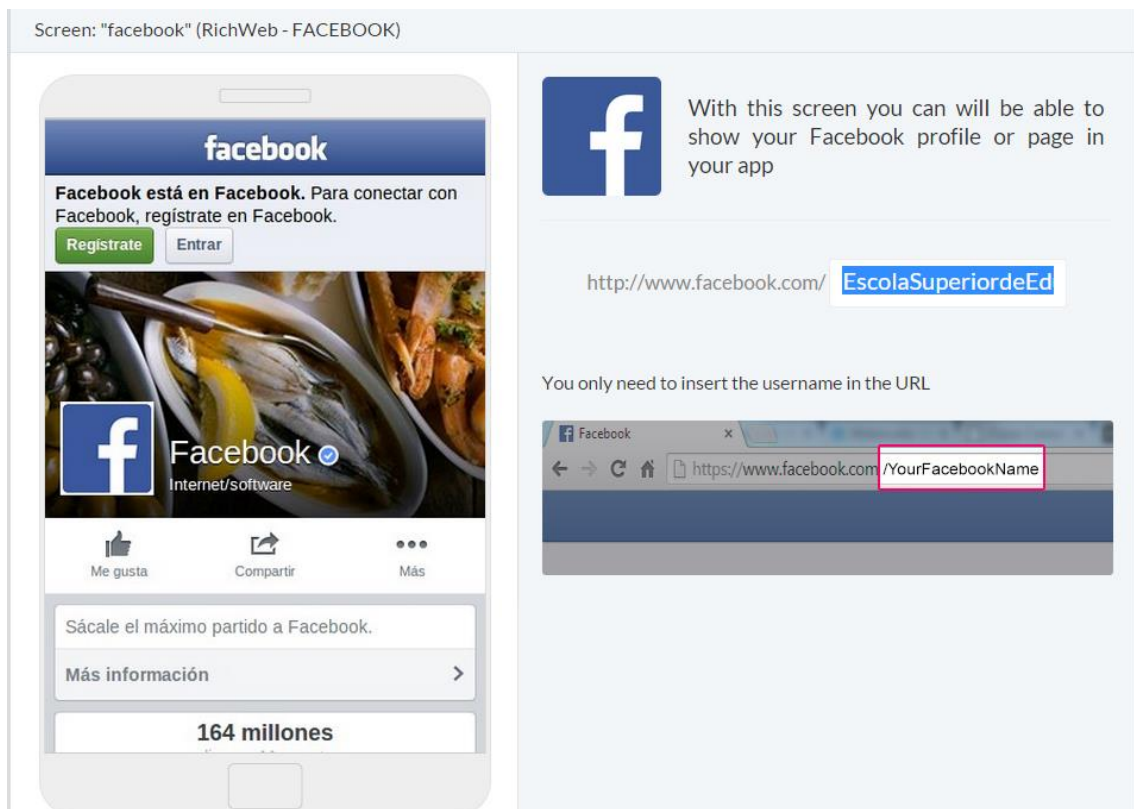 Screen: "facebook" (RichWeb - FACEBOOK)
facebook
Facebook está en Facebook. Para conectar con
Facebook, regístrate en Facebook.
Regístrate Entrar
Facebook
Internet/software
Me gusta Compartir Más
Sácale el máximo partido a Facebook.
Más información
164 millones
f
With this screen you can will be able to
show your Facebook profile or page in
your app
http://www.facebook.com/ EscolaSuperiordeEd
You only need to insert the username in the URL
Facebook x
https://www.facebook.com /YourFacebookName